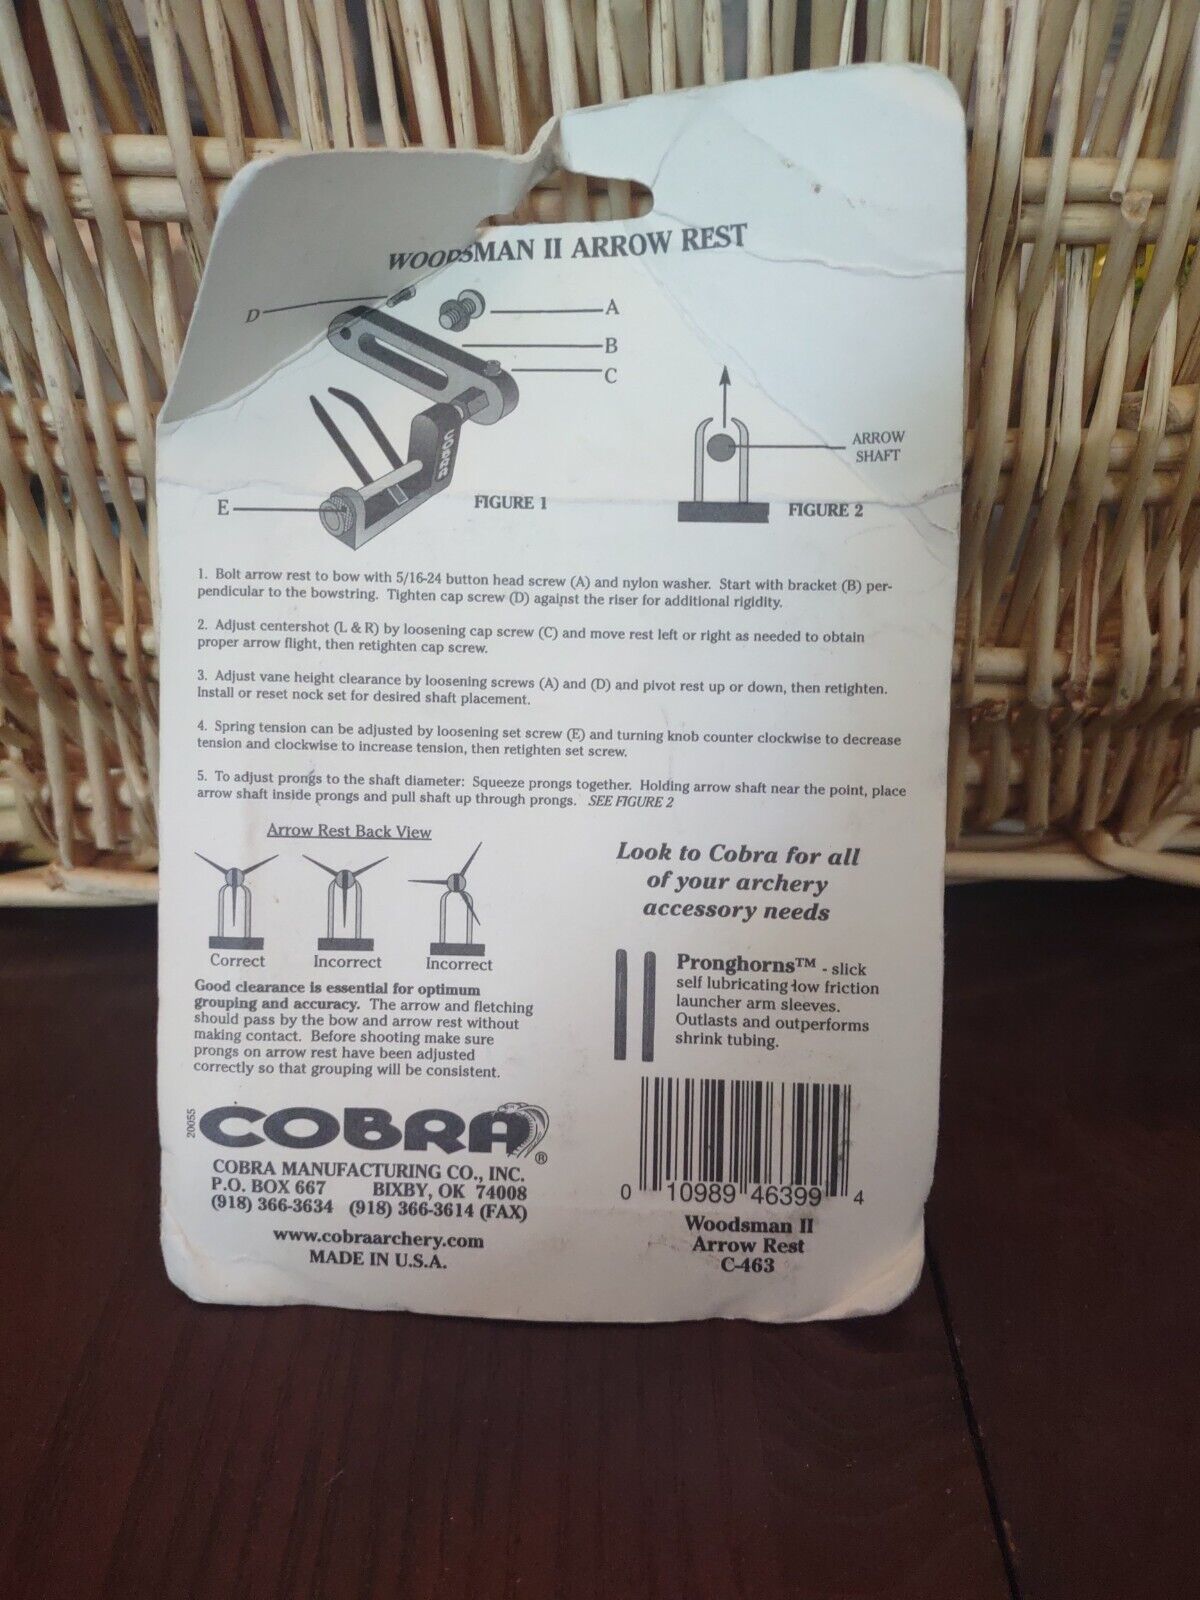 WOODSMAN II ARROW REST
D
A
B
C
E
FIGURE 1
ARROW
SHAFT
FIGURE 2
COBRA
1. Bolt arrow rest to bow with 5/16-24 button head screw (A) and nylon washer. Start with bracket (B) per-
pendicular to the bowstring. Tighten cap screw (D) against the riser for additional rigidity.
2. Adjust centershot (L & R) by loosening cap screw (C) and move rest left or right as needed to obtain
proper arrow flight, then retighten cap screw.
3. Adjust vane height clearance by loosening screws (A) and (D) and pivot rest up or down, then retighten.
Install or reset nock set for desired shaft placement.
4. Spring tension can be adjusted by loosening set screw (E) and turning knob counter clockwise to decrease
tension and clockwise to increase tension, then retighten set screw.
5. To adjust prongs to the shaft diameter: Squeeze prongs together. Holding arrow shaft near the point, place
arrow shaft inside prongs and pull shaft up through prongs. SEE FIGURE 2
Arrow Rest Back View
Correct
Incorrect
Incorrect
Good clearance is essential for optimum
grouping and accuracy. The arrow and fletching
should pass by the bow and arrow rest without
making contact. Before shooting make sure
prongs on arrow rest have been adjusted
correctly so that grouping will be consistent.
Look to Cobra for all
of your archery
accessory needs
Pronghorns™ - slick
self lubricating low friction
launcher arm sleeves.
Outlasts and outperforms
shrink tubing.
20055
COBRA®
COBRA MANUFACTURING CO., INC.
P.O. BOX 667 BIXBY, OK 74008
(918) 366-3634 (918) 366-3614 (FAX)
www.cobraarchery.com
MADE IN U.S.A.
0 10989 46399 4
Woodsman II
Arrow Rest
C-463